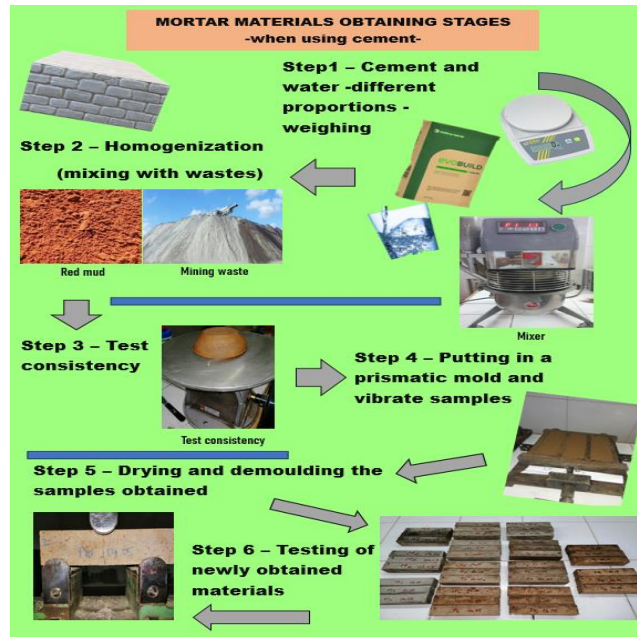 MORTAR MATERIALS OBTAINING STAGES
-when using cement-
Step1 – Cement and
water -different
proportions -
weighing
Step 2 – Homogenization
(mixing with wastes)
EVOBUILD
Red mud
Mining waste
Mixer
Step 3 – Test
consistency
Test consistency
Step 4 – Putting in a
prismatic mold and
vibrate samples
Step 5 – Drying and demoulding the
samples obtained
Step 6 – Testing of
newly obtained
materials